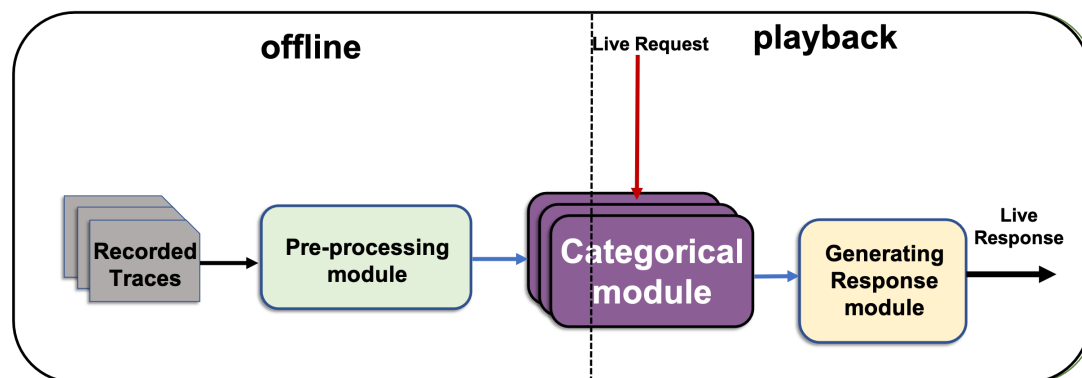 offline
playback
Live Request
Recorded
Traces
Pre-processing
module
Categorical
module
Generating
Response
module
Live
Response